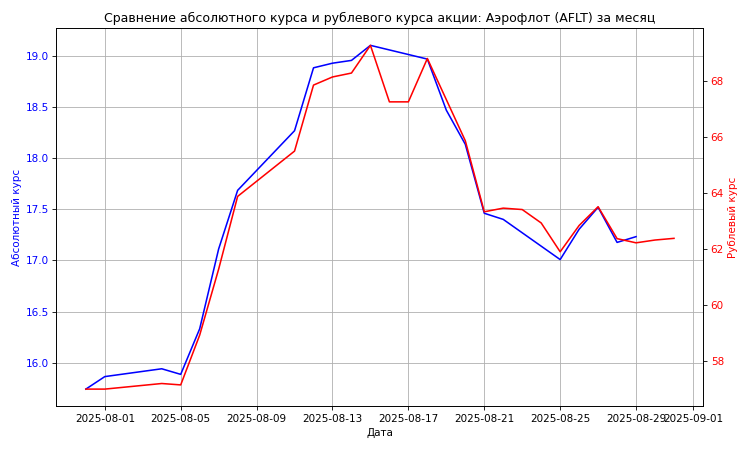 Сравнение абсолютного курса и рублевого курса акции: Аэрофлот (AFLT) за месяц
Абсолютный курс
19.0
18.5
18.0
17.5
17.0
16.5
16.0
68
66
64
62
60
58
Рублевый курс
2025-08-01 2025-08-05 2025-08-09 2025-08-13 2025-08-17 2025-08-21 2025-08-25 2025-08-29 2025-09-01
Дата